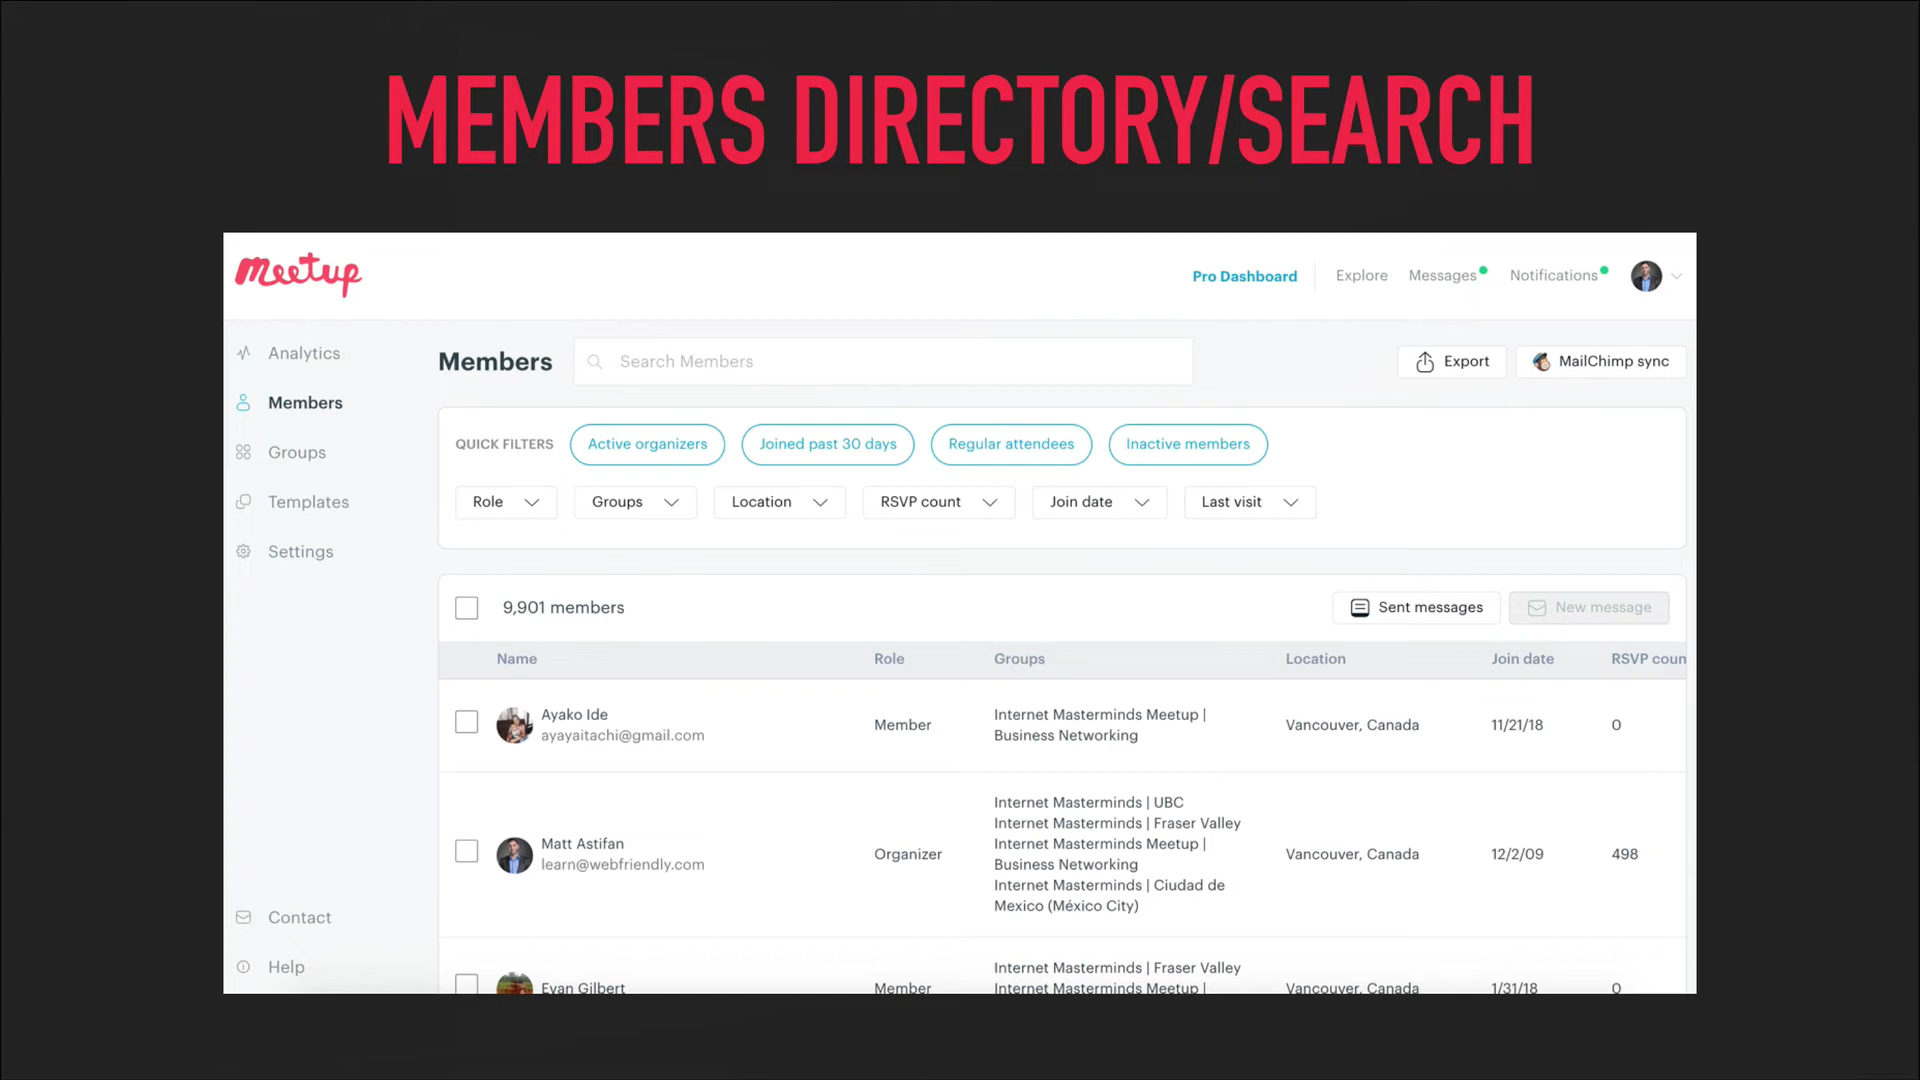 MEMBERS DIRECTORY/SEARCH
Meetup
Pro Dashboard
Explore
Messages
Notifications
Analytics
Members
Groups
Templates
Settings
Contact
Help
Members
Search Members
Export
MailChimp sync
QUICK FILTERS
Active organizers
Joined past 30 days
Regular attendees
Inactive members
Role
Groups
Location
RSVP count
Join date
Last visit
9,901 members
Sent messages
New message
Name Role Groups Location Join date RSVP coun
Ayako Ide
ayayaitachi@gmail.com
Member
Internet Masterminds Meetup |
Business Networking
Vancouver, Canada
11/21/18
0
Matt Astifan
learn@webfriendly.com
Organizer
Internet Masterminds | UBC
Internet Masterminds | Fraser Valley
Internet Masterminds Meetup |
Business Networking
Internet Masterminds | Ciudad de
Mexico (México City)
Vancouver, Canada
12/2/09
498
Evan Gilbert
Member
Internet Masterminds | Fraser Valley
Internet Masterminds Meetup |
Vancouver, Canada
1/31/18
0